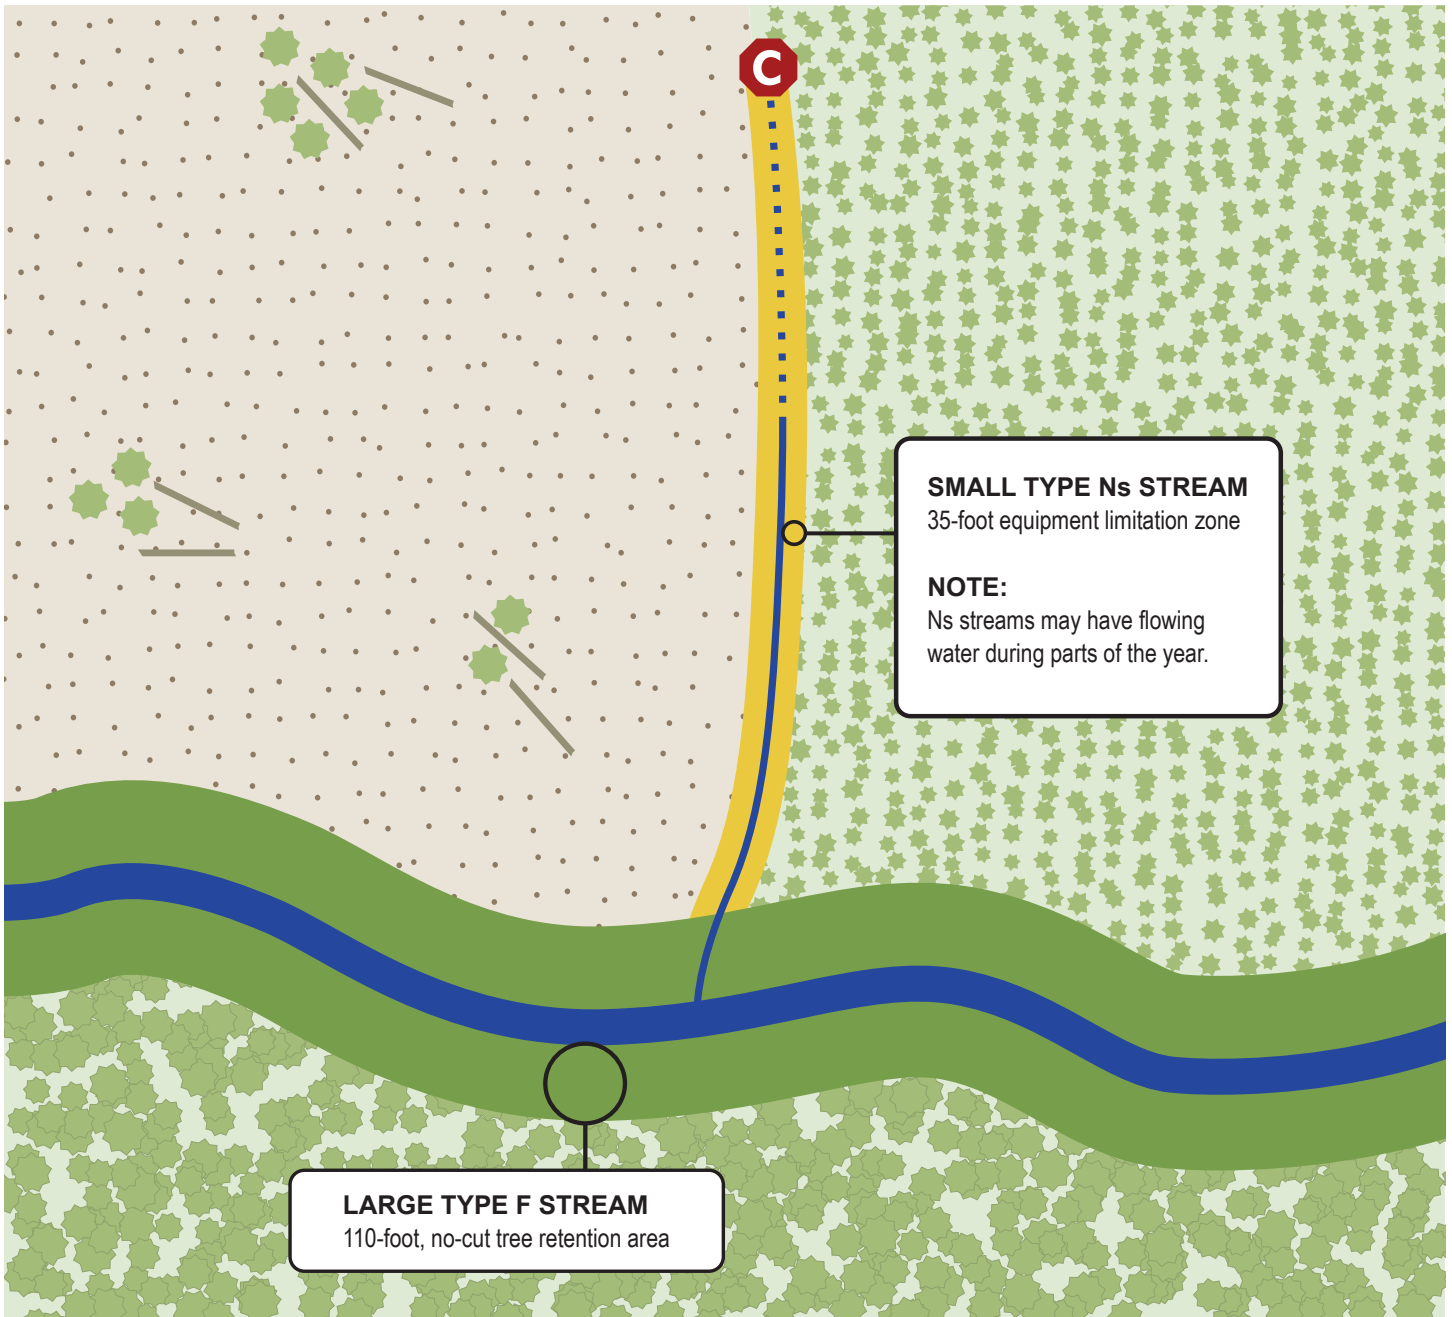 C
SMALL TYPE Ns STREAM
35-foot equipment limitation zone
NOTE:
Ns streams may have flowing
water during parts of the year.
LARGE TYPE F STREAM
110-foot, no-cut tree retention area